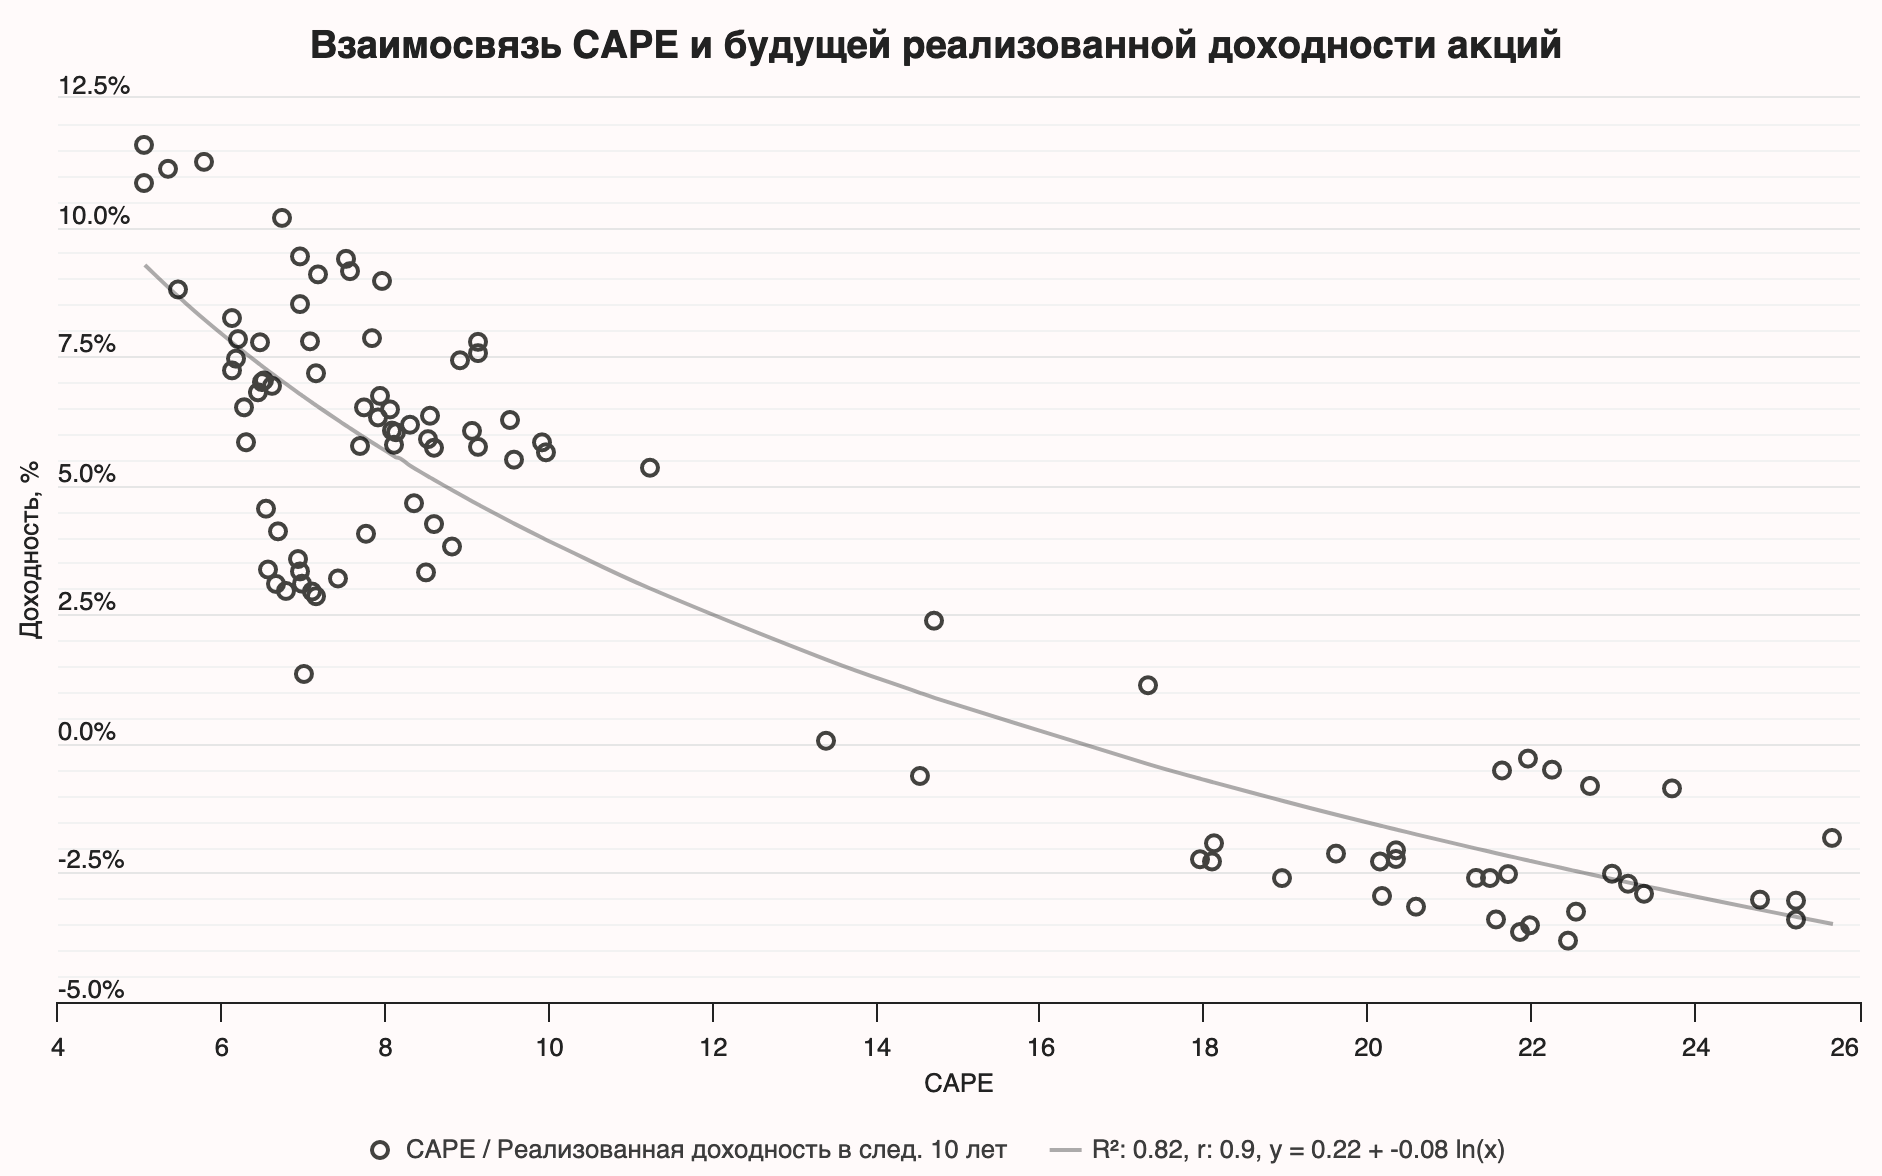 Взаимосвязь CAPE и будущей реализованной доходности акций
12.5%
10.0%
7.5%
5.0%
2.5%
0.0%
-2.5%
-5.0%
Доходность, %
4 6 8 10 12 14 16 18 20 22 24 26
CAPE
CAPE / Реализованная доходность в след. 10 лет R²: 0.82, r: 0.9, y = 0.22 + -0.08 ln(x)